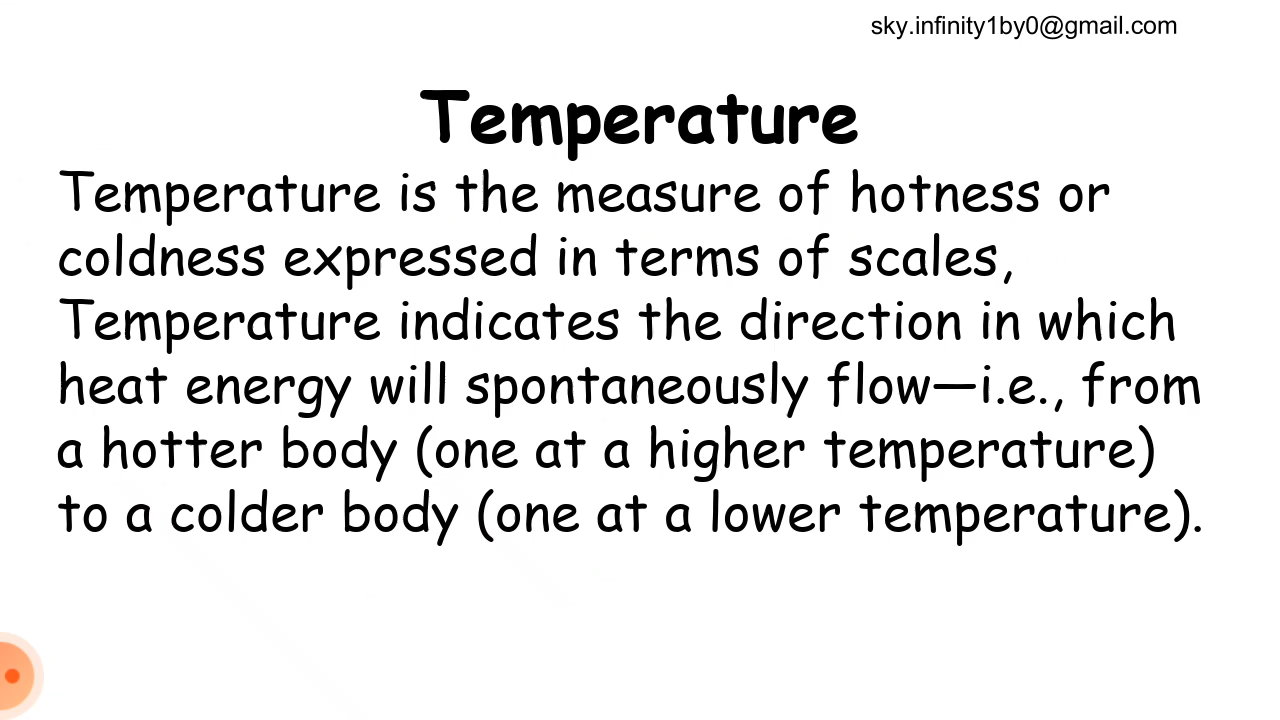 sky.infinity1by0@gmail.com
Temperature
Temperature is the measure of hotness or
coldness expressed in terms of scales,
Temperature indicates the direction in which
heat energy will spontaneously flow—i.e., from
a hotter body (one at a higher temperature)
to a colder body (one at a lower temperature).